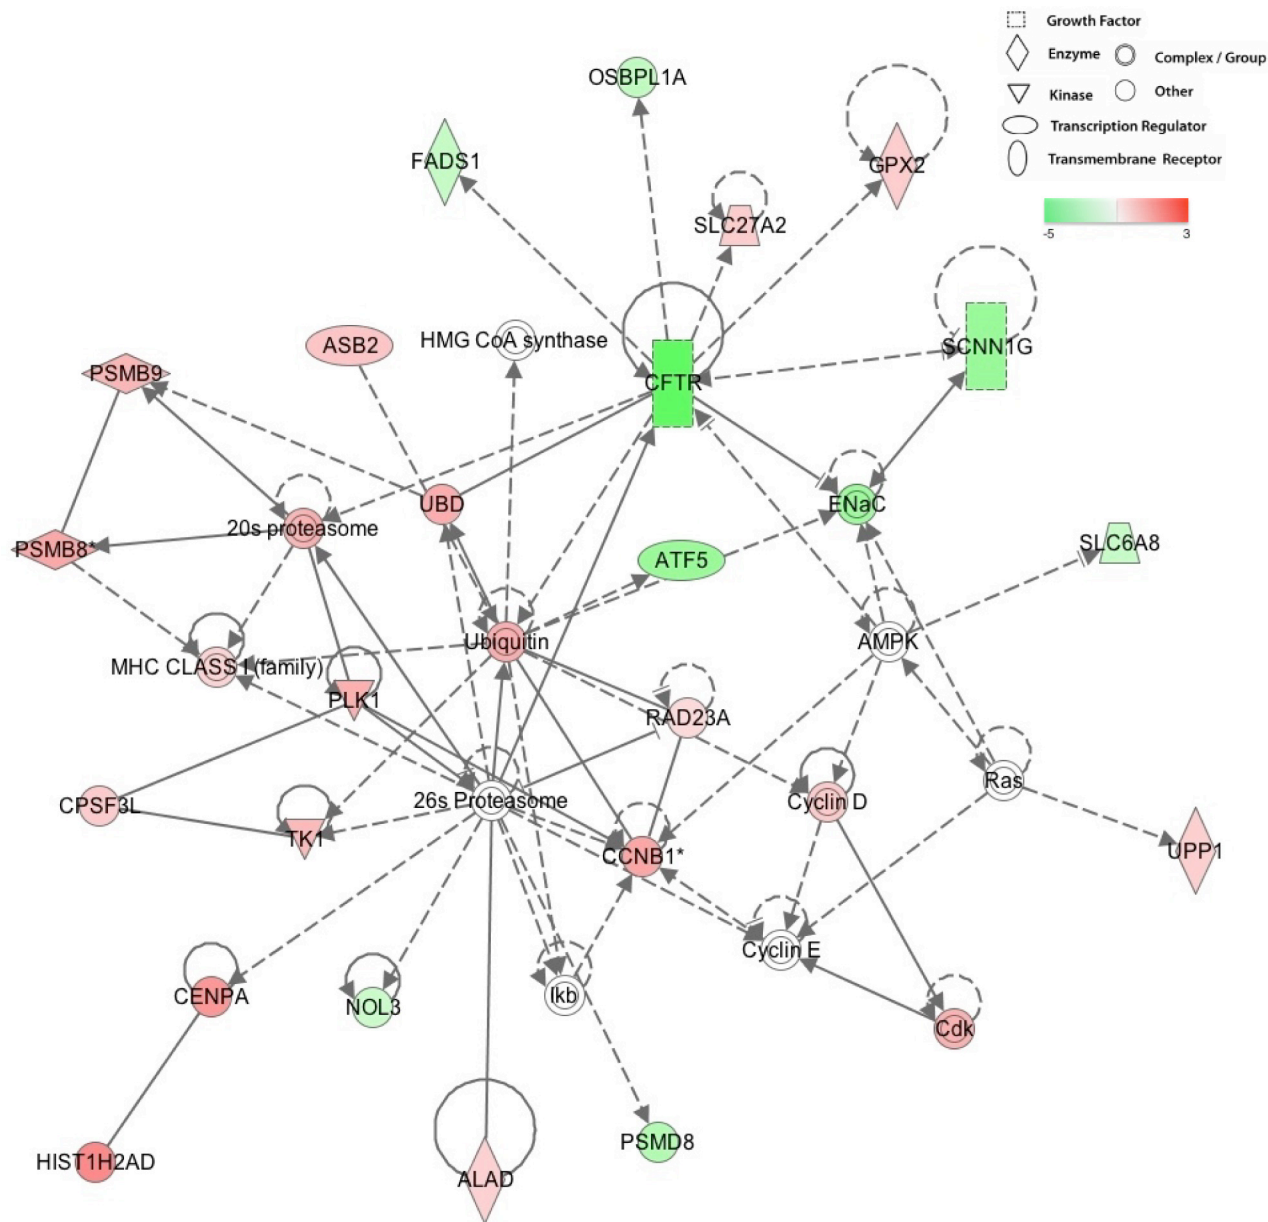 Growth Factor
Enzyme
Complex / Group
Kinase
Other
Transcription Regulator
Transmembrane Receptor
-5
3
OSBPL1A
FADS1
GPX2
SLC27A2
HMG CoA synthase
ASB2
SCNN1G
PSMB9
CFTR
UBD
ENaC
20s proteasome
PSMB8*
ATF5
SLC6A8
Ubiquitin
AMPK
MHC CLASS I (family)
PLK1
RAD23A
Ras
26s Proteasome
Cyclin D
CPSF3L
TK1
CCNB1*
UPP1
Cyclin E
CENPA
NOL3
Ikb
Cdk
PSMD8
HIST1H2AD
ALAD